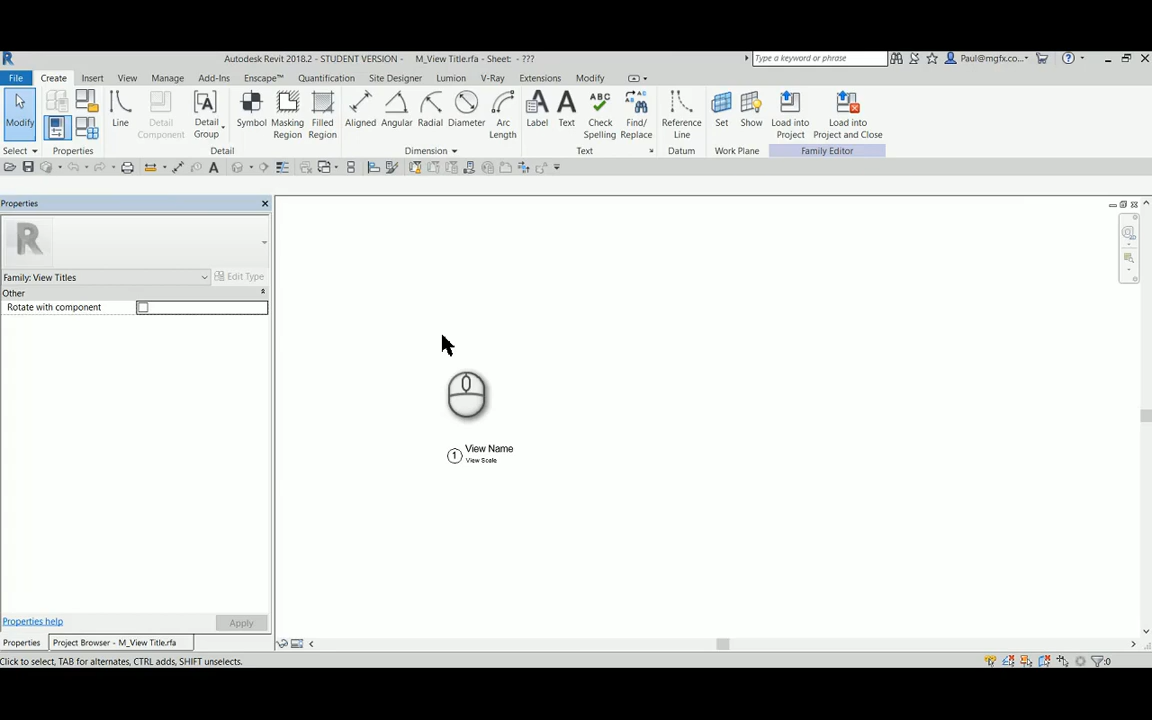 Autodesk Revit 2018.2 - STUDENT VERSION - M_View Title.rfa - Sheet: - ???
Type a keyword or phrase
Paul@mgfx.co...
File Create Insert View Manage Add-Ins Enscape™ Quantification Site Designer Lumion V-Ray Extensions Modify
Modify
Line
Detail Component
Detail Group
Symbol
Masking Region
Filled Region
Aligned
Angular
Radial
Diameter
Arc Length
Label
Text
Check Spelling
Find/ Replace
Reference Line
Set
Show
Load into Project
Load into Project and Close
Select Properties Detail Dimension Text Datum Work Plane Family Editor
Properties
Family: View Titles
Edit Type
Other
Rotate with component
1
View Name
View Scale
Properties help
Apply
Properties
Project Browser - M_View Title.rfa
Click to select, TAB for alternates, CTRL adds, SHIFT unselects.
:0